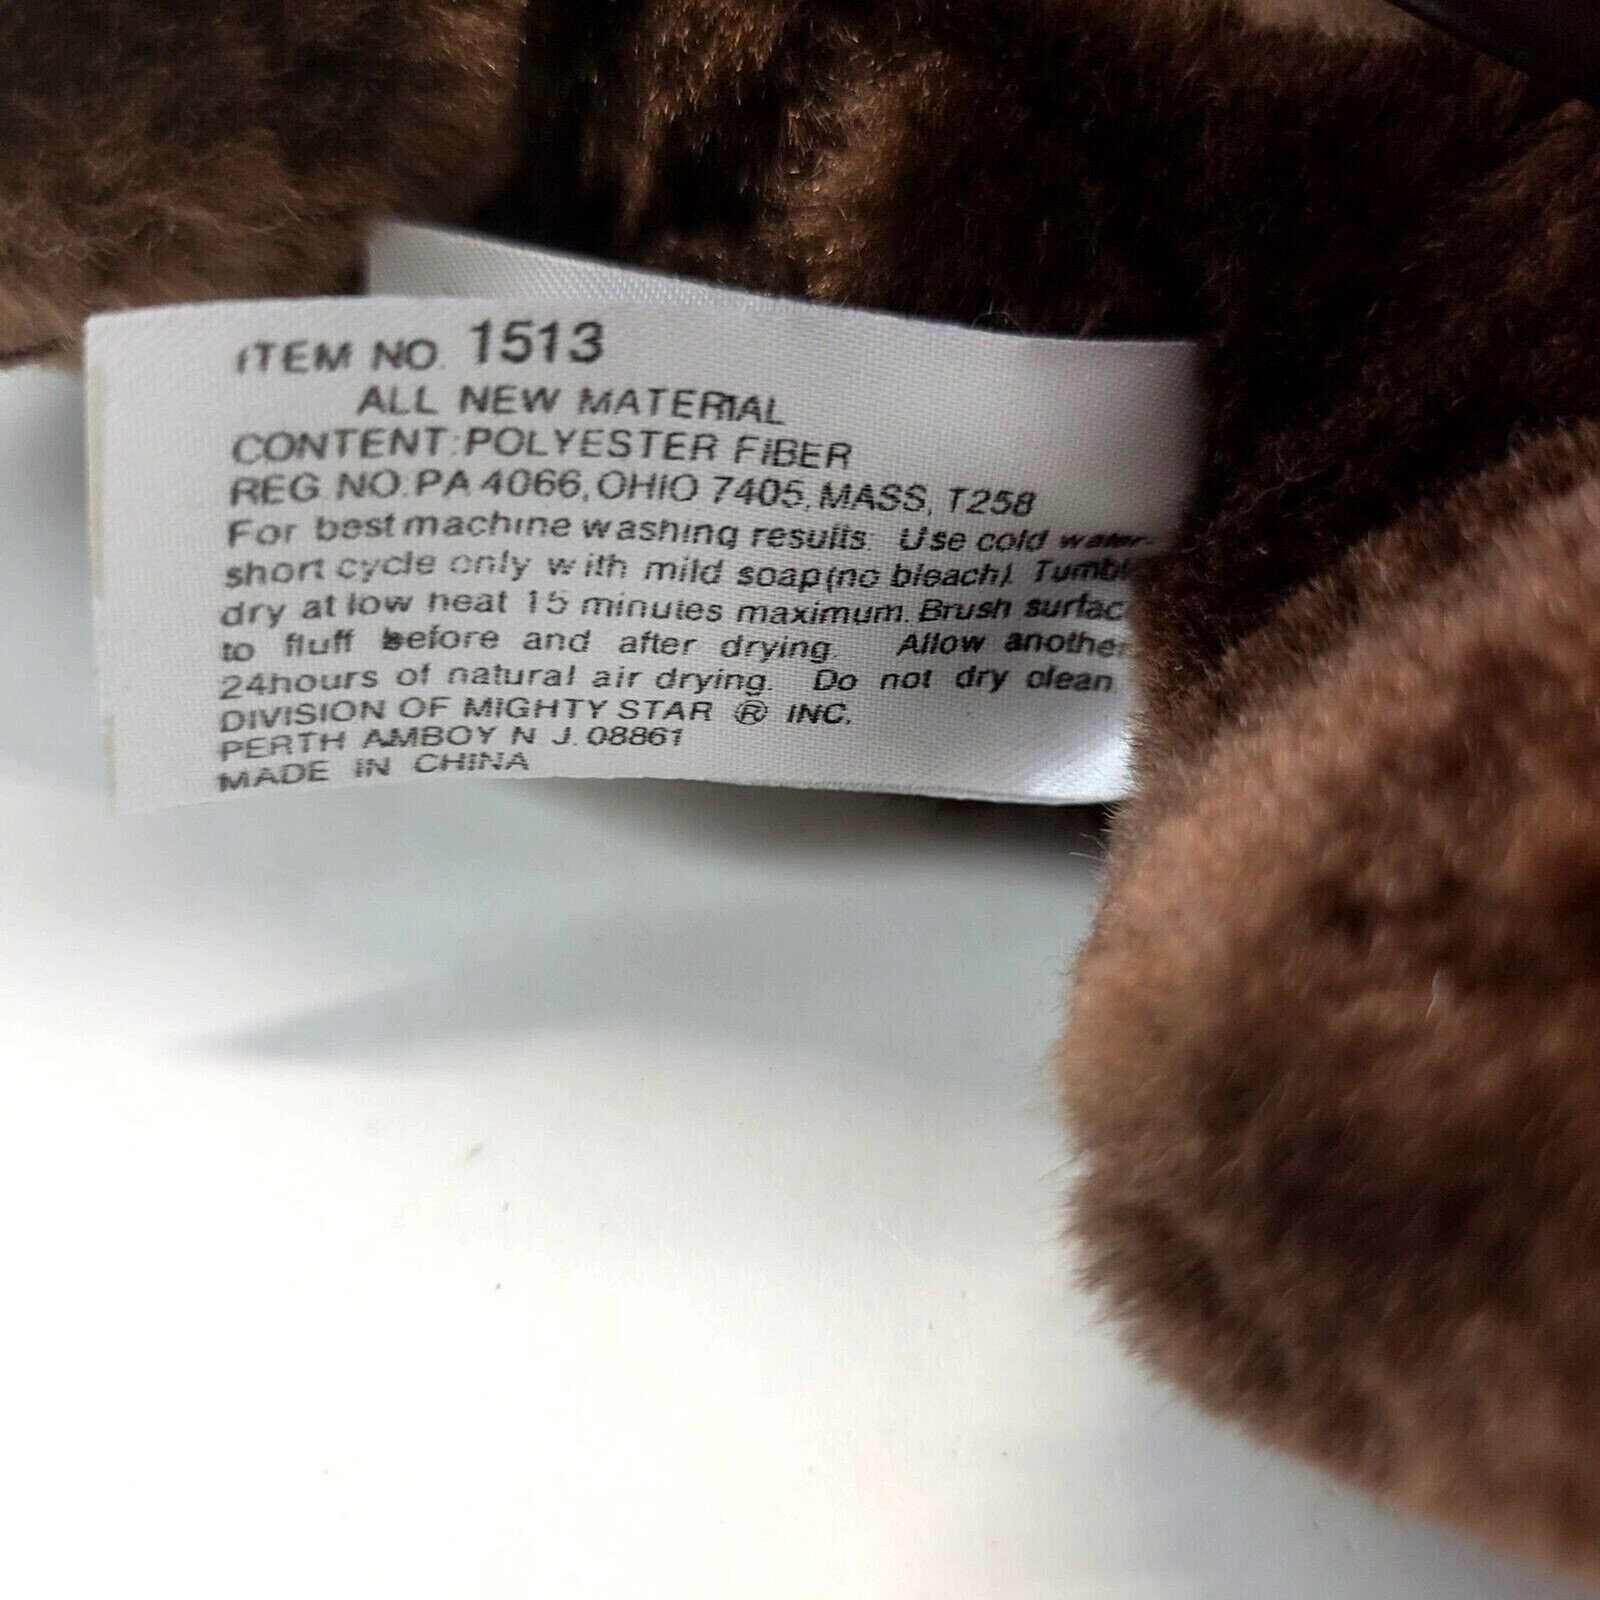 ITEM NO. 1513
ALL NEW MATERIAL
CONTENT:POLYESTER FIBER
REG. NO.PA 4066, OHIO 7405, MASS, T258
For best machine washing results: Use cold water-
short cycle only with mild soap(no bleach). Tumbl
dry at low heat 15 minutes maximum. Brush surfac
to fluff before and after drying. Allow another
24hours of natural air drying. Do not dry clean
DIVISION OF MIGHTY STAR ® INC.
PERTH AMBOY N J. 08861
MADE IN CHINA